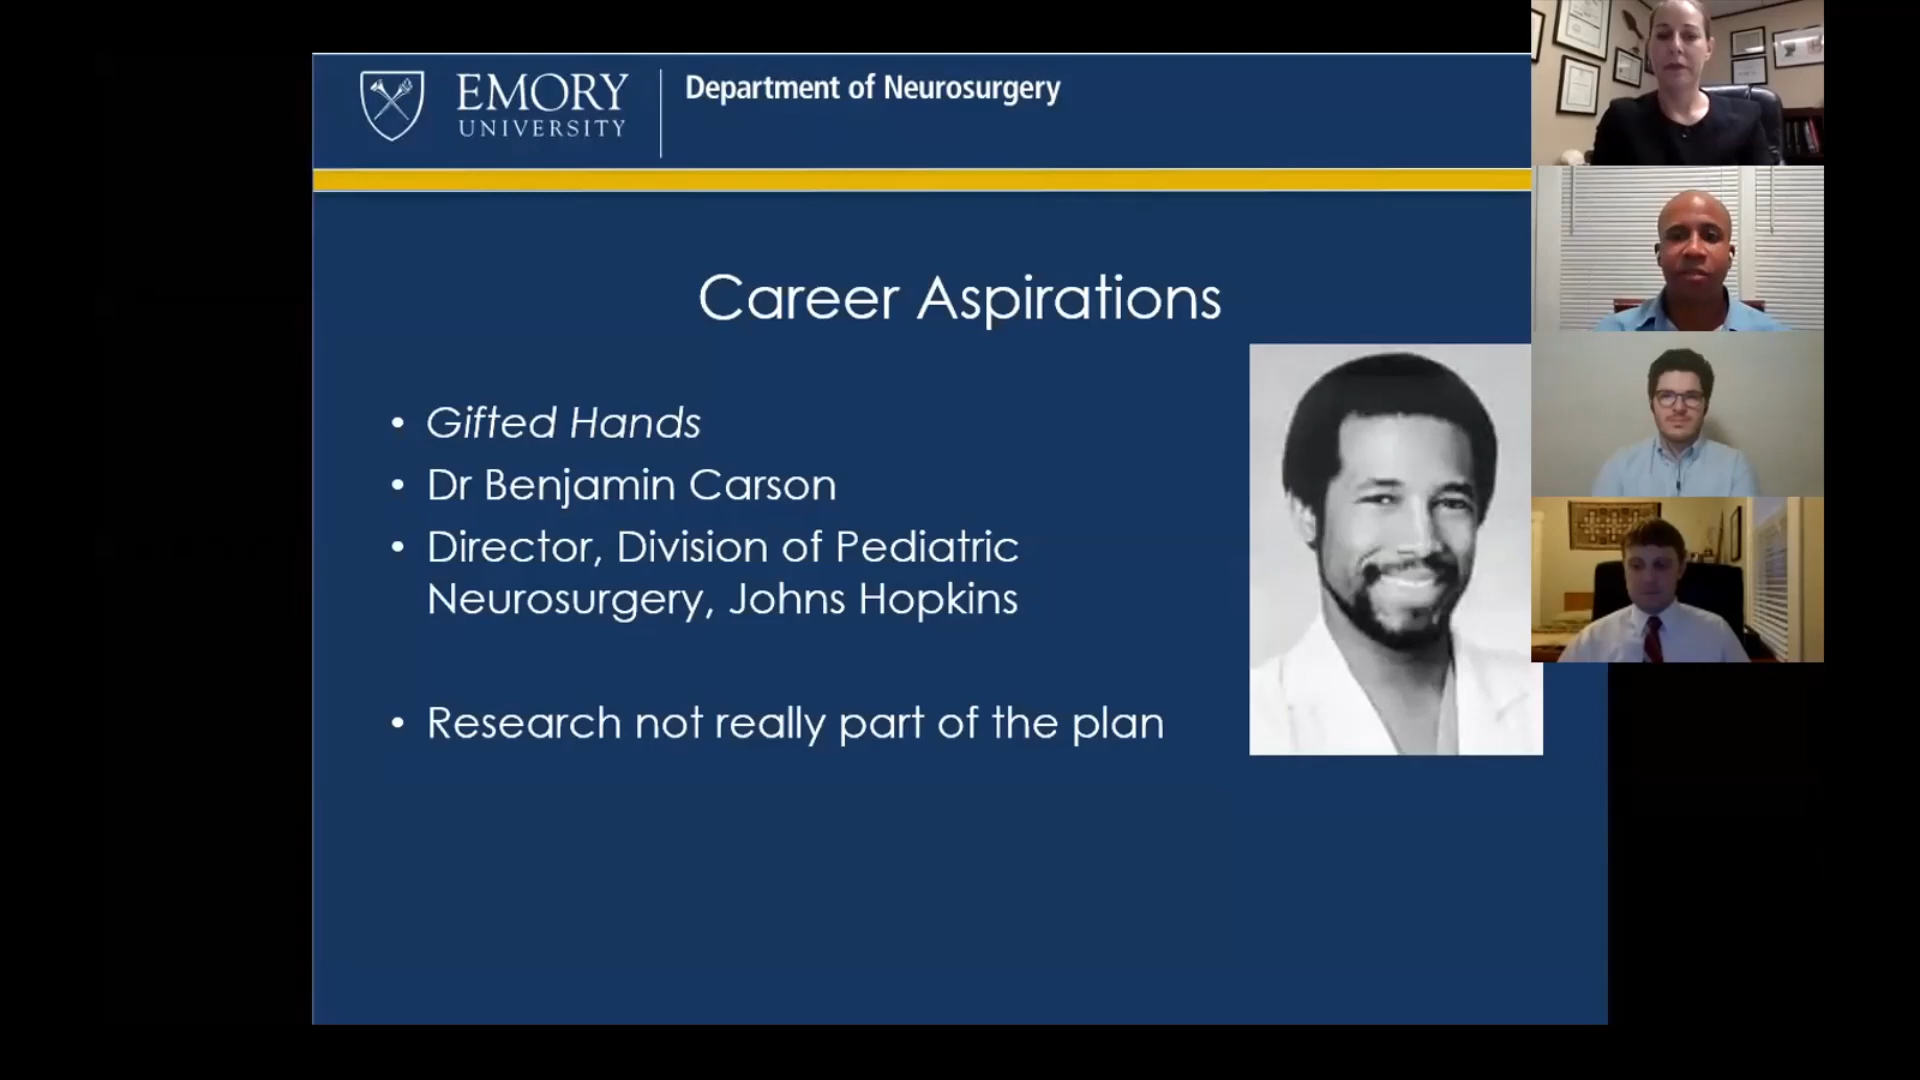 EMORY
UNIVERSITY
Department of Neurosurgery
Career Aspirations
• Gifted Hands
• Dr Benjamin Carson
• Director, Division of Pediatric
Neurosurgery, Johns Hopkins
• Research not really part of the plan